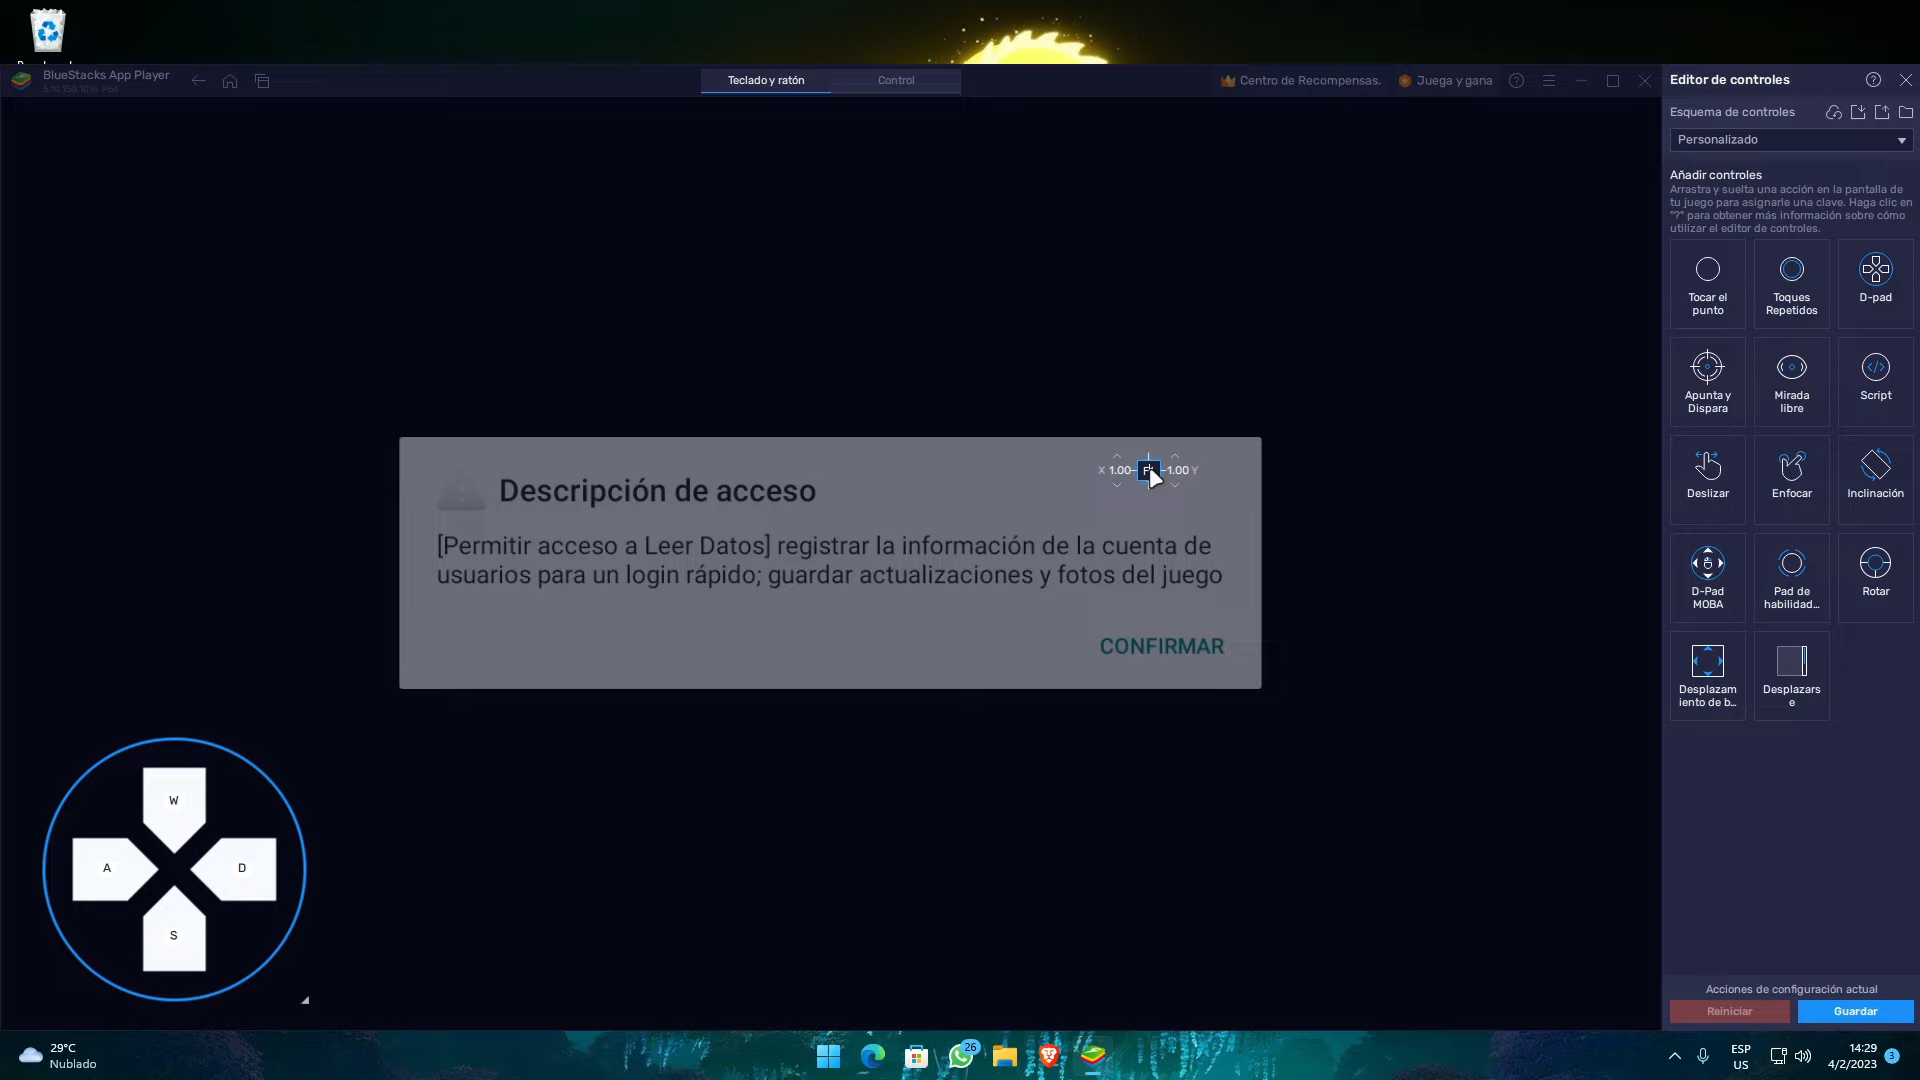 BlueStacks App Player
Teclado y ratón
Control
Centro de Recompensas.
Juega y gana
Editor de controles
Esquema de controles
Personalizado
Añadir controles
Arrastra y suelta una acción en la pantalla de
tu juego para asignarle una clave. Haga clic en
"?" para obtener más información sobre cómo
utilizar el editor de controles.
Tocar el
punto
Toques
Repetidos
D-pad
Apunta y
Dispara
Mirada
libre
Script
Deslizar
Enfocar
Inclinación
D-Pad
MOBA
Pad de
habilidad...
Rotar
Desplazam
iento de b...
Desplazars
e
X 1.00
1.00 Y
Descripción de acceso
[Permitir acceso a Leer Datos] registrar la información de la cuenta de
usuarios para un login rápido; guardar actualizaciones y fotos del juego
CONFIRMAR
W
A
D
S
Acciones de configuración actual
Reiniciar
Guardar
29°C
Nublado
26
ESP
US
14:29
4/2/2023
3